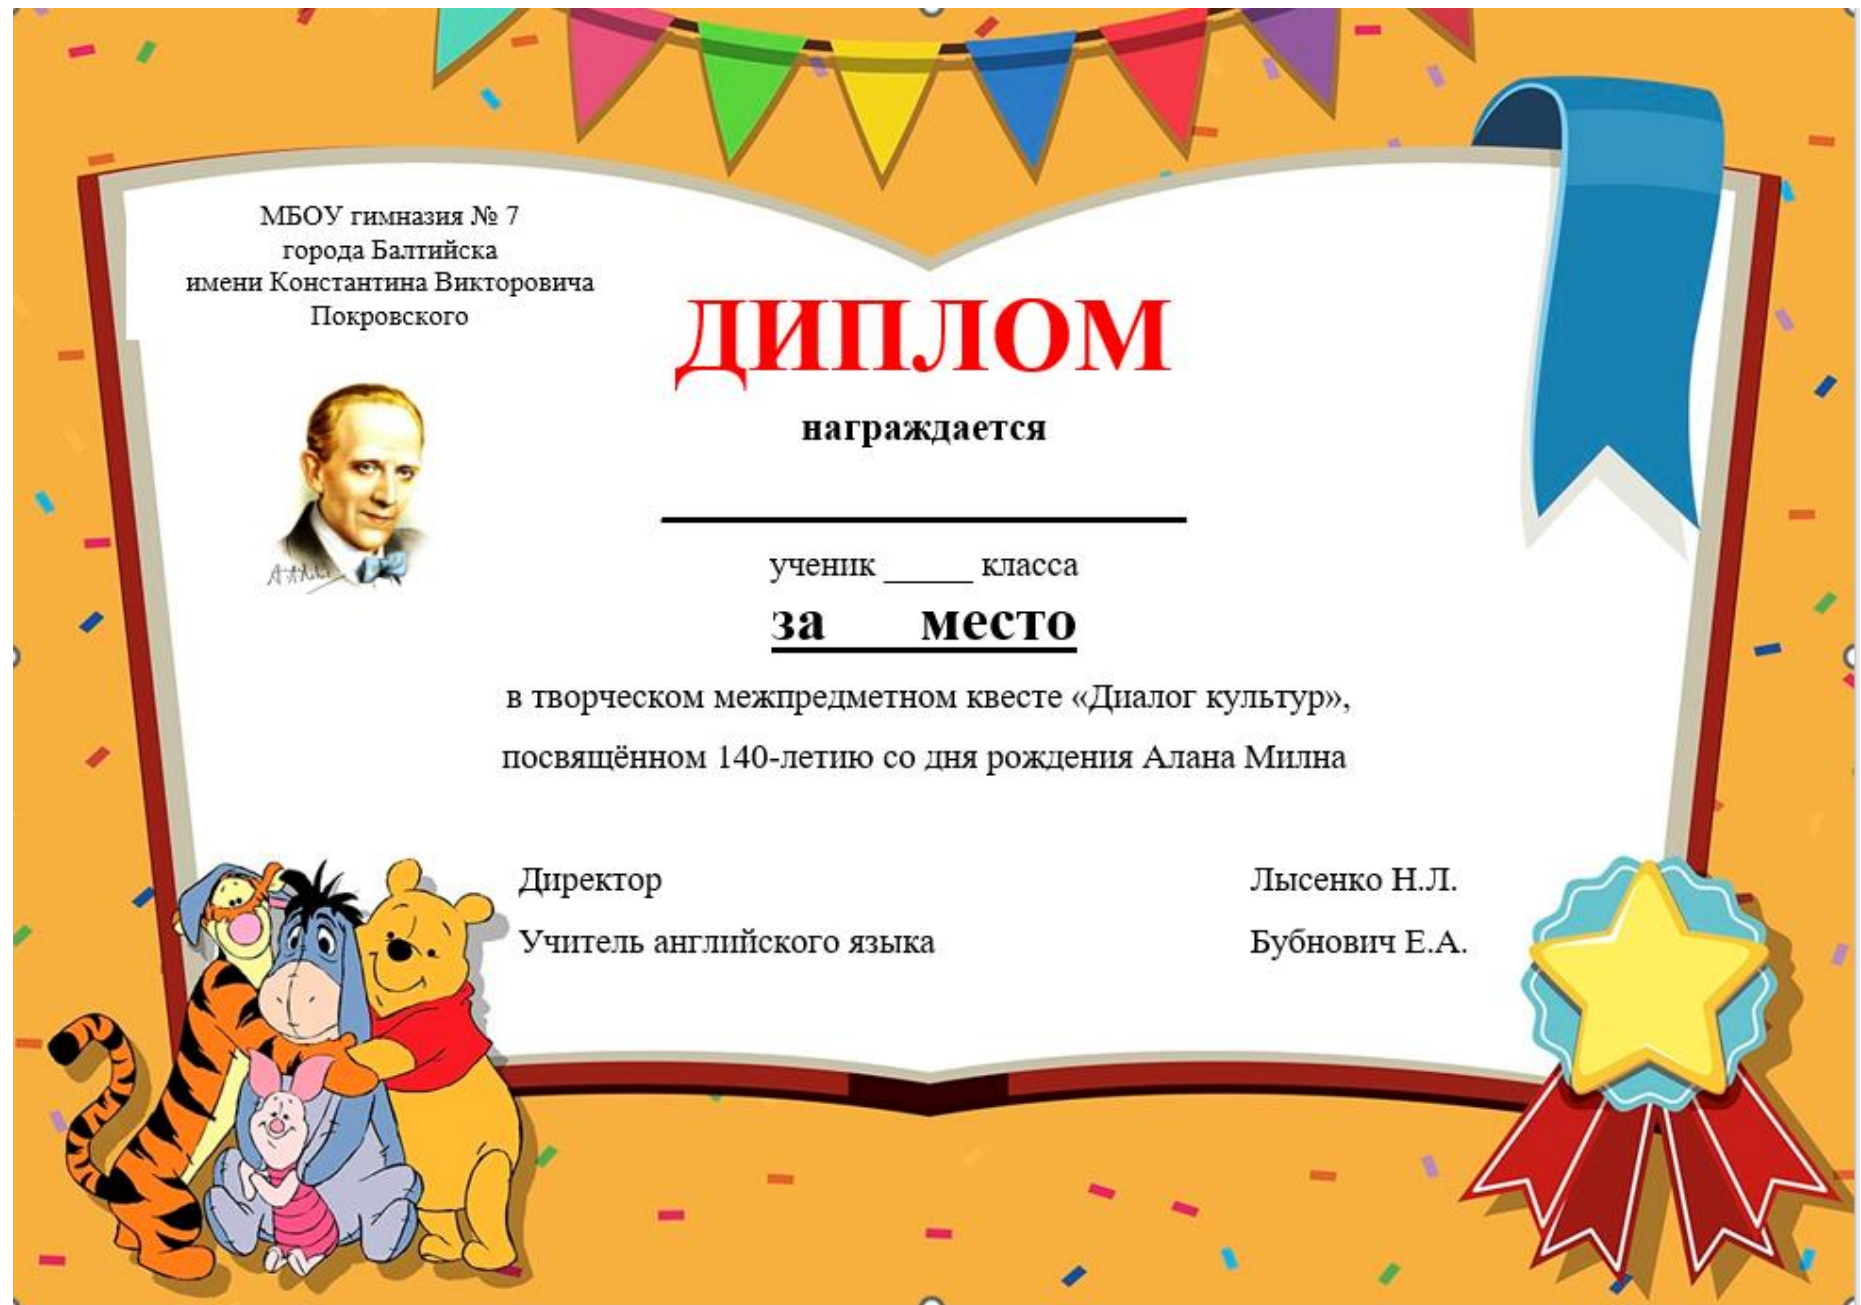 МБОУ гимназия № 7
города Балтийска
имени Константина Викторовича
Покровского
ДИПЛОМ
награждается
ученик _____ класса
за место
в творческом межпредметном квесте «Диалог культур»,
посвящённом 140-летию со дня рождения Алана Милна
Директор Лысенко Н.Л.
Учитель английского языка Бубнович Е.А.